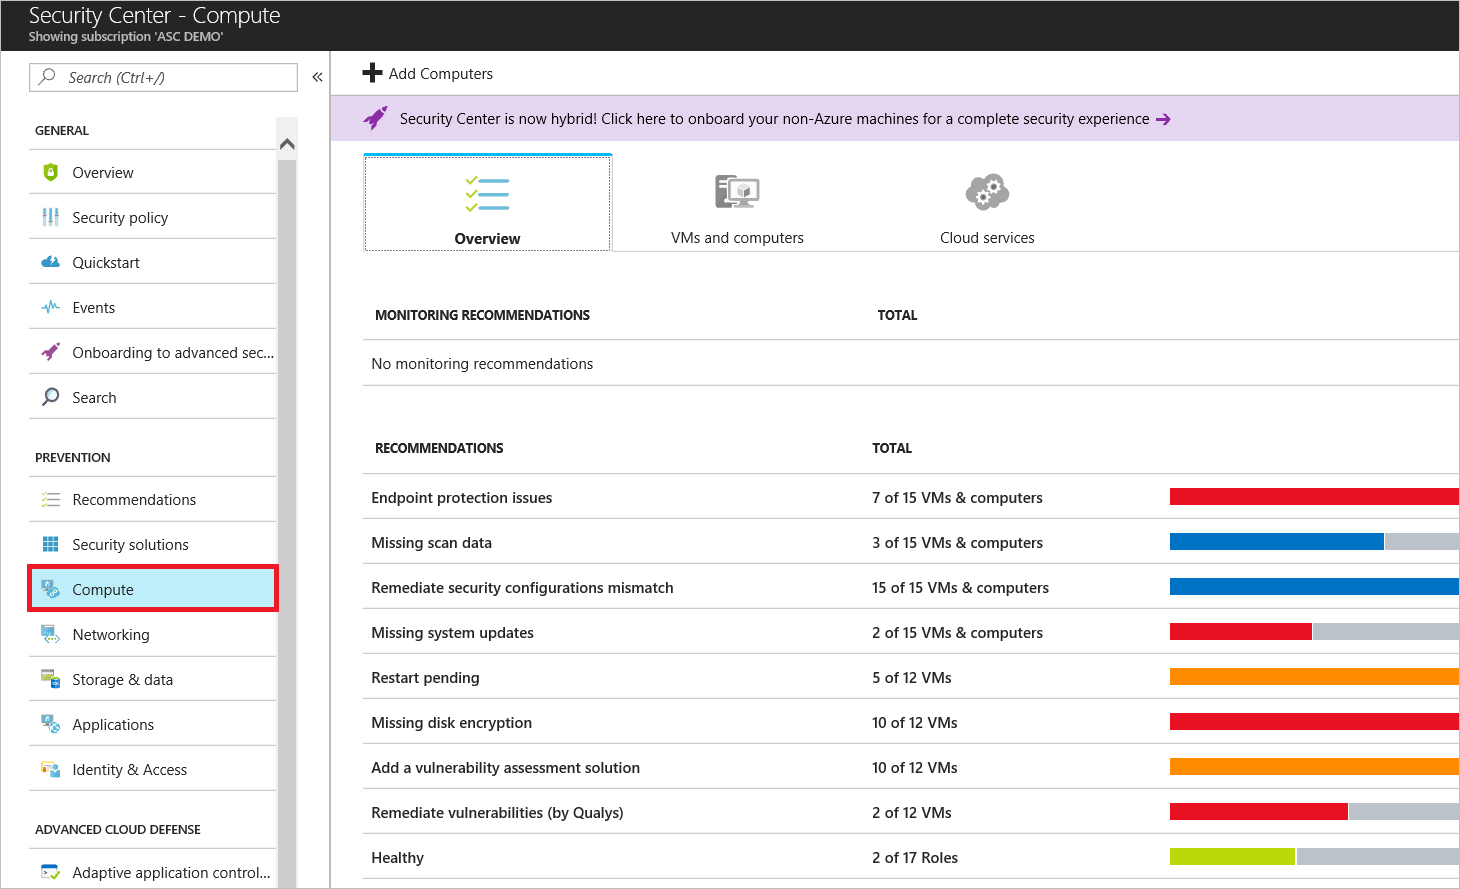 Security Center - Compute
Showing subscription 'ASC DEMO'
Search (Ctrl+/)
«
GENERAL
Overview
Security policy
Quickstart
Events
Onboarding to advanced sec...
Search
PREVENTION
Recommendations
Security solutions
Compute
Networking
Storage & data
Applications
Identity & Access
ADVANCED CLOUD DEFENSE
Adaptive application control...
Add Computers
Security Center is now hybrid! Click here to onboard your non-Azure machines for a complete security experience →
Overview
VMs and computers
Cloud services
MONITORING RECOMMENDATIONS TOTAL
No monitoring recommendations
RECOMMENDATIONS TOTAL
Endpoint protection issues 7 of 15 VMs & computers
Missing scan data 3 of 15 VMs & computers
Remediate security configurations mismatch 15 of 15 VMs & computers
Missing system updates 2 of 15 VMs & computers
Restart pending 5 of 12 VMs
Missing disk encryption 10 of 12 VMs
Add a vulnerability assessment solution 10 of 12 VMs
Remediate vulnerabilities (by Qualys) 2 of 12 VMs
Healthy 2 of 17 Roles